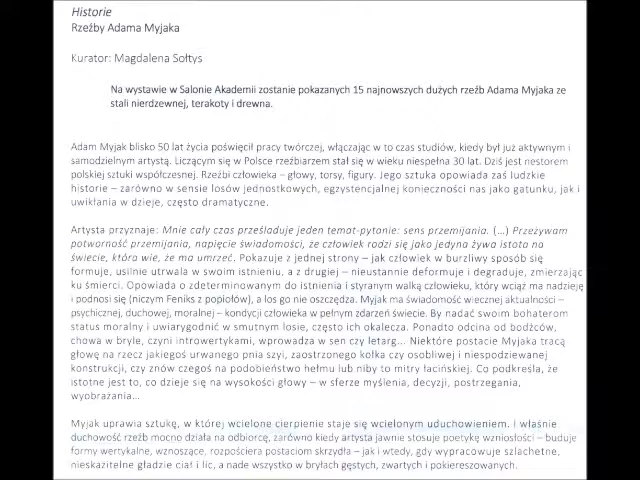 Historie
Rzeźby Adama Myjaka
Kurator: Magdalena Sołtys
Na wystawie w Salonie Akademii zostanie pokazanych 15 najnowszych dużych rzeźb Adama Myjaka ze
stali nierdzewnej, terakoty i drewna.
Adam Myjak blisko 50 lat życia poświęcił pracy twórczej, włączając w to czas studiów, kiedy był już aktywnym i
samodzielnym artystą. Liczącym się w Polsce rzeźbiarzem stał się w wieku niespełna 30 lat. Dziś jest nestorem
polskiej sztuki współczesnej. Rzeźbi człowieka – głowy, torsy, figury. Jego sztuka opowiada zaś ludzkie
historie – zarówno w sensie losów jednostkowych, egzystencjalnej konieczności nas jako gatunku, jak i
uwikłania w dzieje, często dramatyczne.
Artysta przyznaje: Mnie cały czas prześladuje jeden temat-pytanie: sens przemijania. (...) Przeżywam
potworność przemijania, napięcie świadomości, że człowiek rodzi się jako jedyna żywa istota na
świecie, która wie, że ma umrzeć. Pokazuje z jednej strony – jak człowiek w burzliwy sposób się
formuje, usilnie utrwala w swoim istnieniu, a z drugiej – nieustannie deformuje i degraduje, zmierzając
ku śmierci. Opowiada o zdeterminowanym do istnienia i styranym walką człowieku, który wciąż ma nadzieję
i podnosi się (niczym Feniks z popiołów), a los go nie oszczędza. Myjak ma świadomość wiecznej aktualności –
psychicznej, duchowej, moralnej – kondycji człowieka w pełnym zdarzeń świecie. By nadać swoim bohaterom
status moralny i uwiarygodnić w smutnym losie, często ich okalecza. Ponadto odcina od bodźców,
chowa w bryle, czyni introwertykami, wprowadza w sen czy letarg... Niektóre postacie Myjaka tracą
głowę na rzecz jakiegoś urwanego pnia szyi, zaostrzonego kołka czy osobliwej i niespodziewanej
konstrukcji, czy znów czegoś na podobieństwo hełmu lub niby to mitry łacińskiej. Co podkreśla, że
istotne jest to, co dzieje się na wysokości głowy – w sferze myślenia, decyzji, postrzegania,
wyobrażania...
Myjak uprawia sztukę, w której wcielone cierpienie staje się wcielonym uduchowieniem. I właśnie
duchowość rzeźb mocno działa na odbiorcę, zarówno kiedy artysta jawnie stosuje poetykę wzniosłości – buduje
formy wertykalne, wznoszące, rozpościera postaciom skrzydła – jak i wtedy, gdy wypracowuje szlachetne,
nieskazitelne gładzie ciał i lic, a nade wszystko w bryłach gęstych, zwartych i pokiereszowanych.